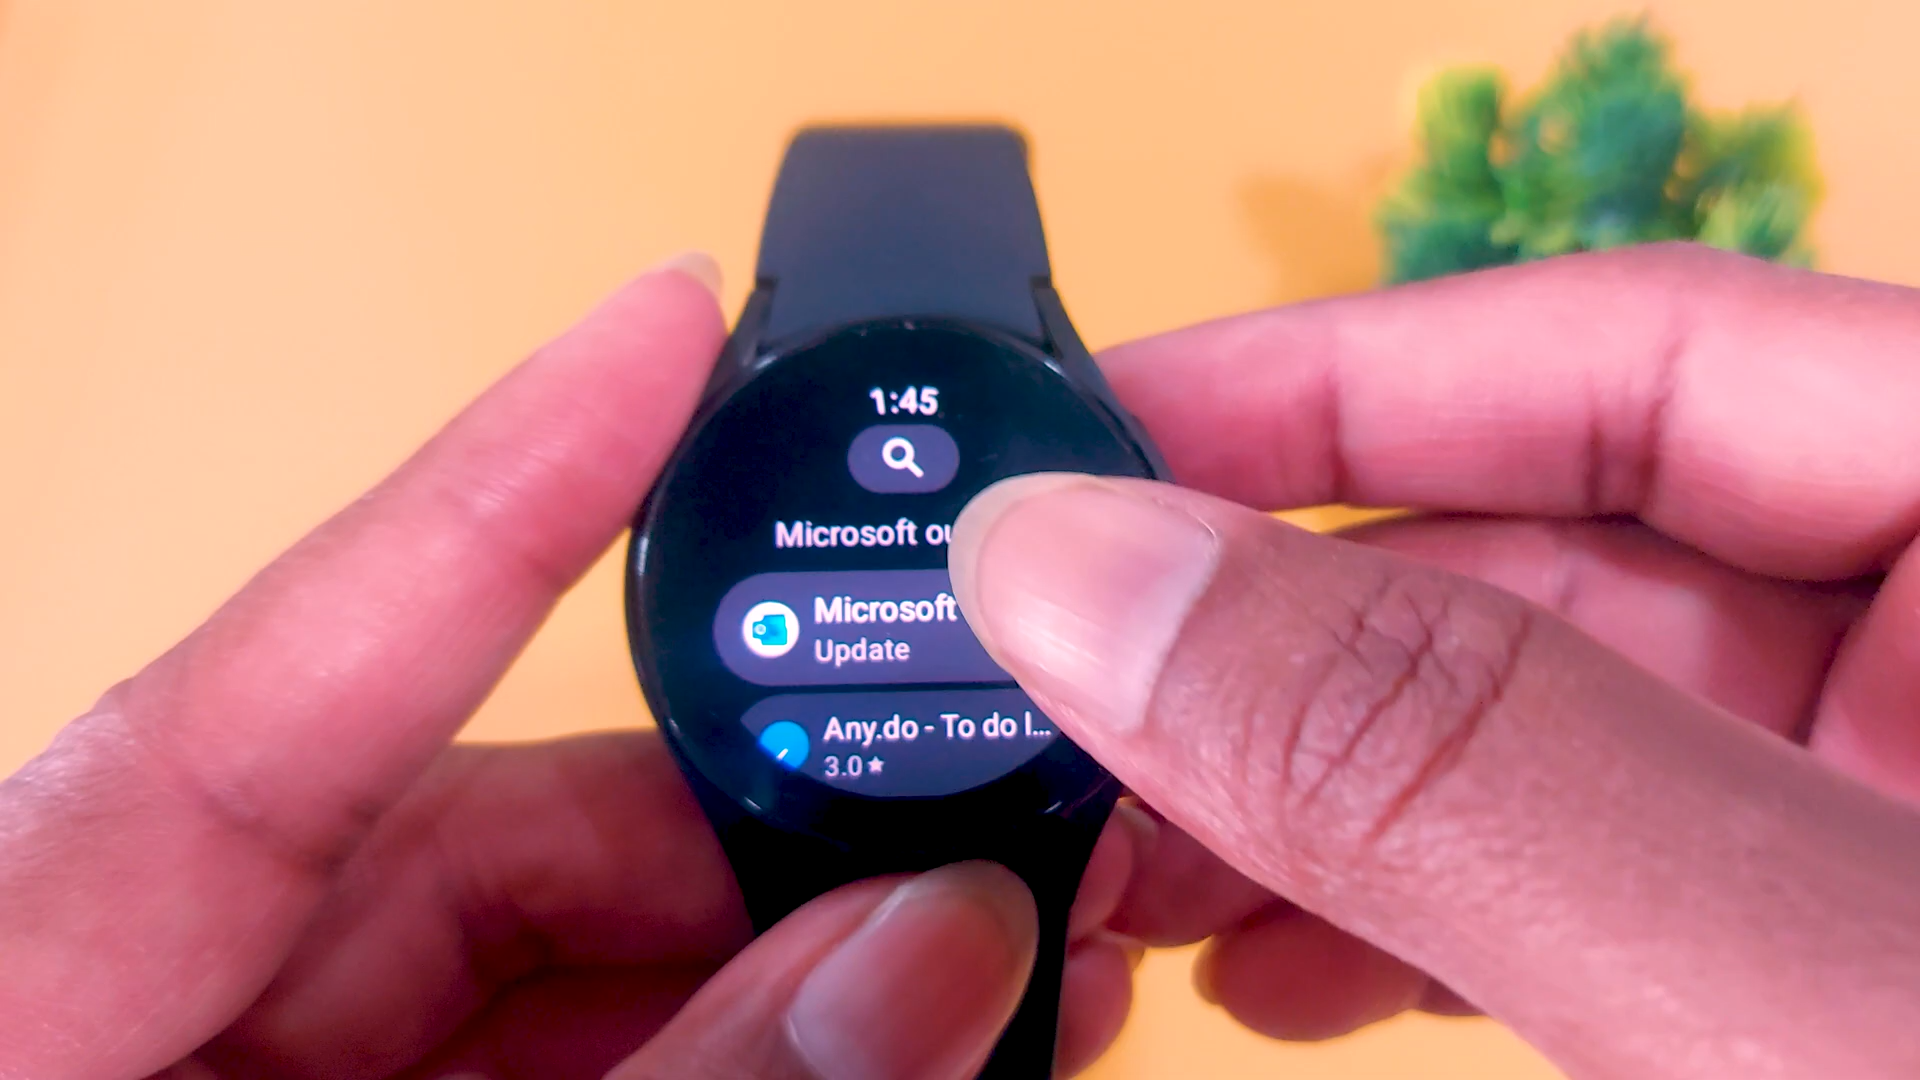 1:45
Microsoft ou
Microsoft
Update
Any.do - To do l...
3.0★